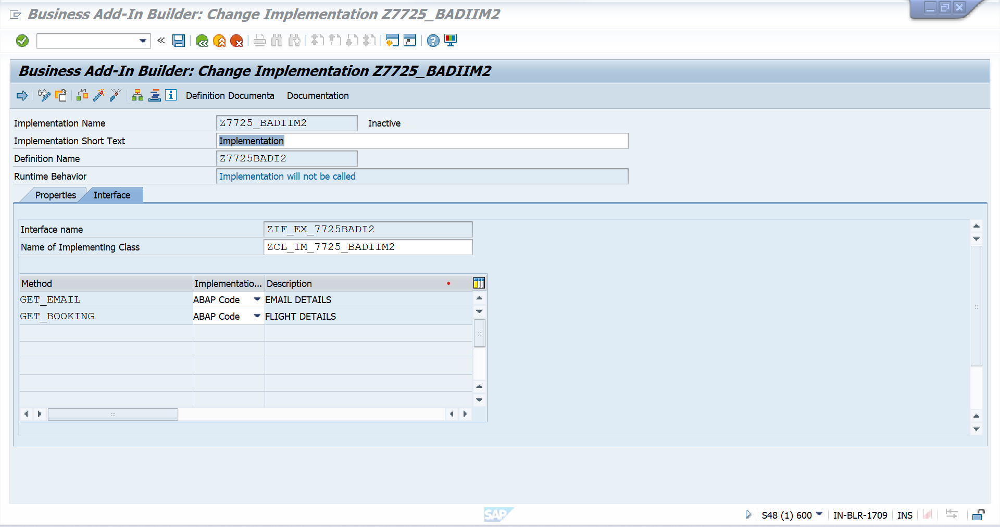 Business Add-In Builder: Change Implementation Z7725_BADIIM2
Business Add-In Builder: Change Implementation Z7725_BADIIM2
Definition Documenta Documentation
Implementation Name Z7725_BADIIM2 Inactive
Implementation Short Text Implementation
Definition Name Z7725BADI2
Runtime Behavior Implementation will not be called
Properties Interface
Interface name ZIF_EX_7725BADI2
Name of Implementing Class ZCL_IM_7725_BADIIM2
Method Implementatio... Description
GET_EMAIL ABAP Code EMAIL DETAILS
GET_BOOKING ABAP Code FLIGHT DETAILS
SAP S48 (1) 600 IN-BLR-1709 INS